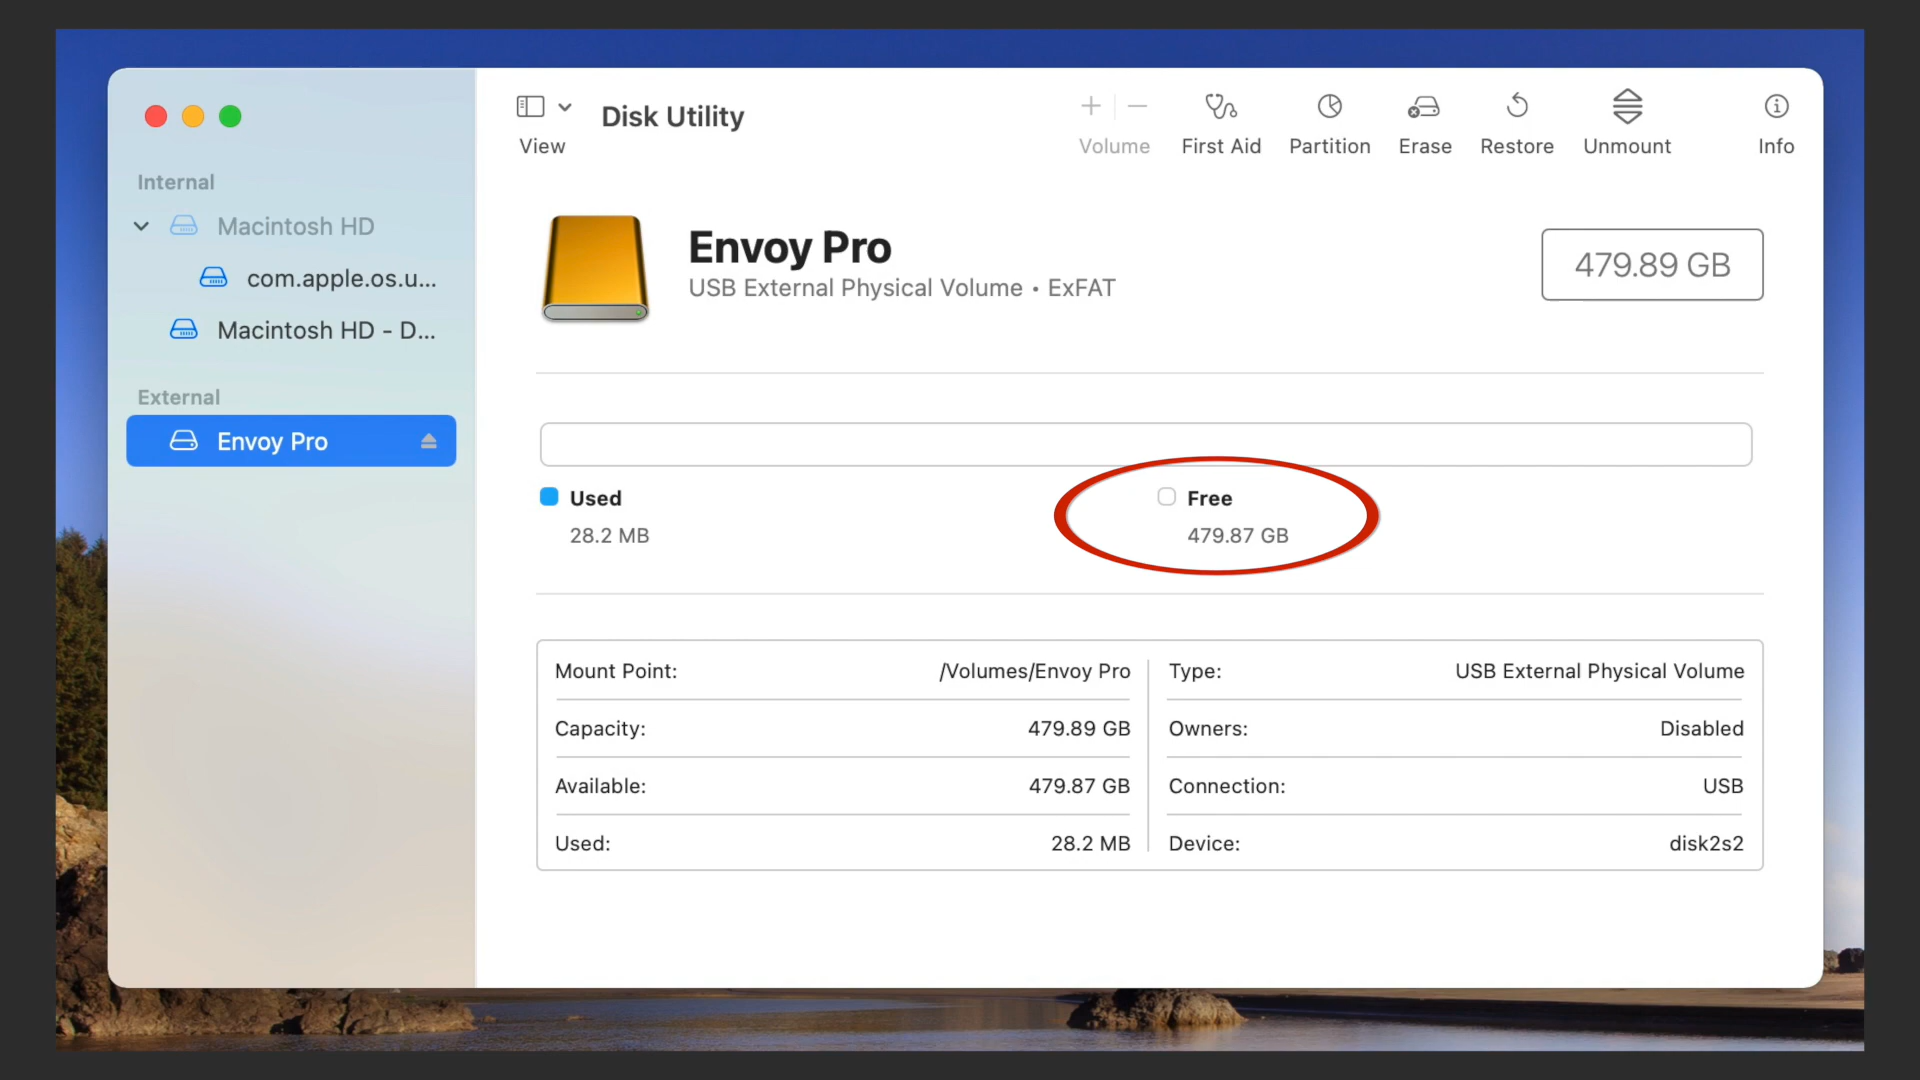 View
Disk Utility
Volume
First Aid
Partition
Erase
Restore
Unmount
Info
Internal
Macintosh HD
com.apple.os.u...
Macintosh HD - D...
External
Envoy Pro
Envoy Pro
USB External Physical Volume • ExFAT
479.89 GB
Used
28.2 MB
Free
479.87 GB
Mount Point: /Volumes/Envoy Pro
Capacity: 479.89 GB
Available: 479.87 GB
Used: 28.2 MB
Type: USB External Physical Volume
Owners: Disabled
Connection: USB
Device: disk2s2